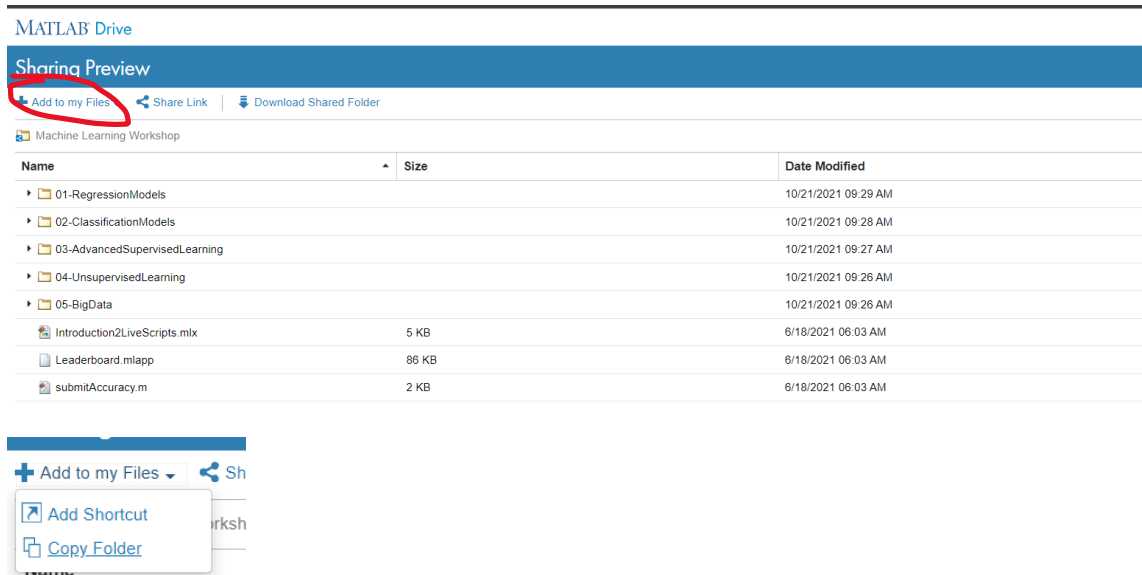 MATLAB Drive
Sharing Preview
Add to my Files Share Link Download Shared Folder
Machine Learning Workshop
Name Size Date Modified
01-RegressionModels 10/21/2021 09:29 AM
02-ClassificationModels 10/21/2021 09:28 AM
03-AdvancedSupervisedLearning 10/21/2021 09:27 AM
04-UnsupervisedLearning 10/21/2021 09:26 AM
05-BigData 10/21/2021 09:26 AM
Introduction2LiveScripts.mlx 5 KB 6/18/2021 06:03 AM
Leaderboard.mlapp 86 KB 6/18/2021 06:03 AM
submitAccuracy.m 2 KB 6/18/2021 06:03 AM
Add to my Files Sh
Add Shortcut
orksh
Copy Folder
Name